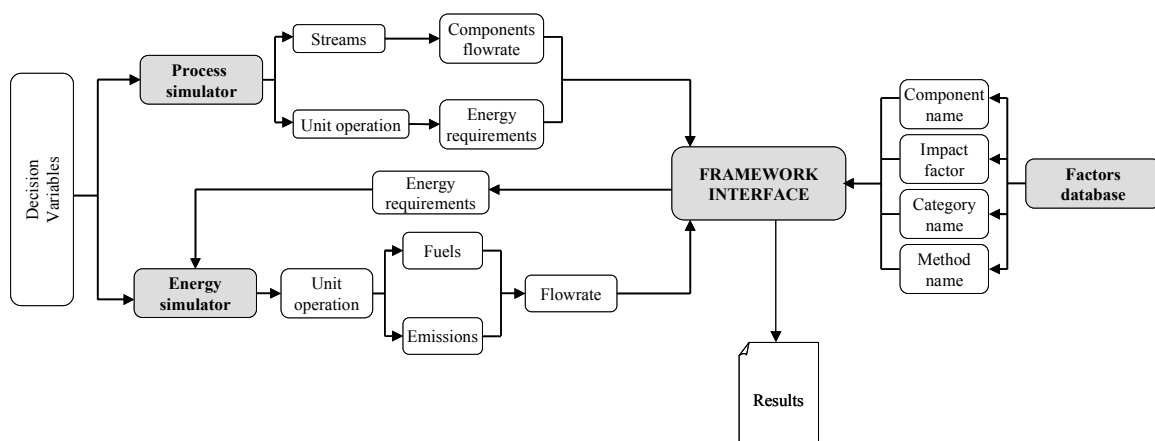 Decision
Variables
Process
simulator
Streams
Components
flowrate
Unit operation
Energy
requirements
Energy
requirements
Energy
simulator
Unit
operation
Fuels
Emissions
Flowrate
FRAMEWORK
INTERFACE
Results
Component
name
Impact
factor
Category
name
Method
name
Factors
database